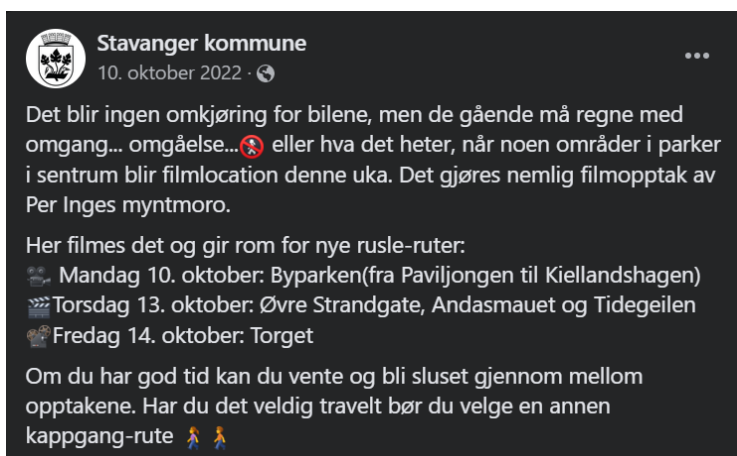 Stavanger kommune
10. oktober 2022 ·
Det blir ingen omkjøring for bilene, men de gående må regne med
omgang... omgåelse...🚷 eller hva det heter, når noen områder i parker
i sentrum blir filmlocation denne uka. Det gjøres nemlig filmopptak av
Per Inges myntmoro.
Her filmes det og gir rom for nye rusle-ruter:
🎥 Mandag 10. oktober: Byparken(fra Paviljongen til Kiellandshagen)
🎬Torsdag 13. oktober: Øvre Strandgate, Andasmauet og Tidegeilen
📽Fredag 14. oktober: Torget
Om du har god tid kan du vente og bli sluset gjennom mellom
opptakene. Har du det veldig travelt bør du velge en annen
kappgang-rute 🚶‍♀️🚶